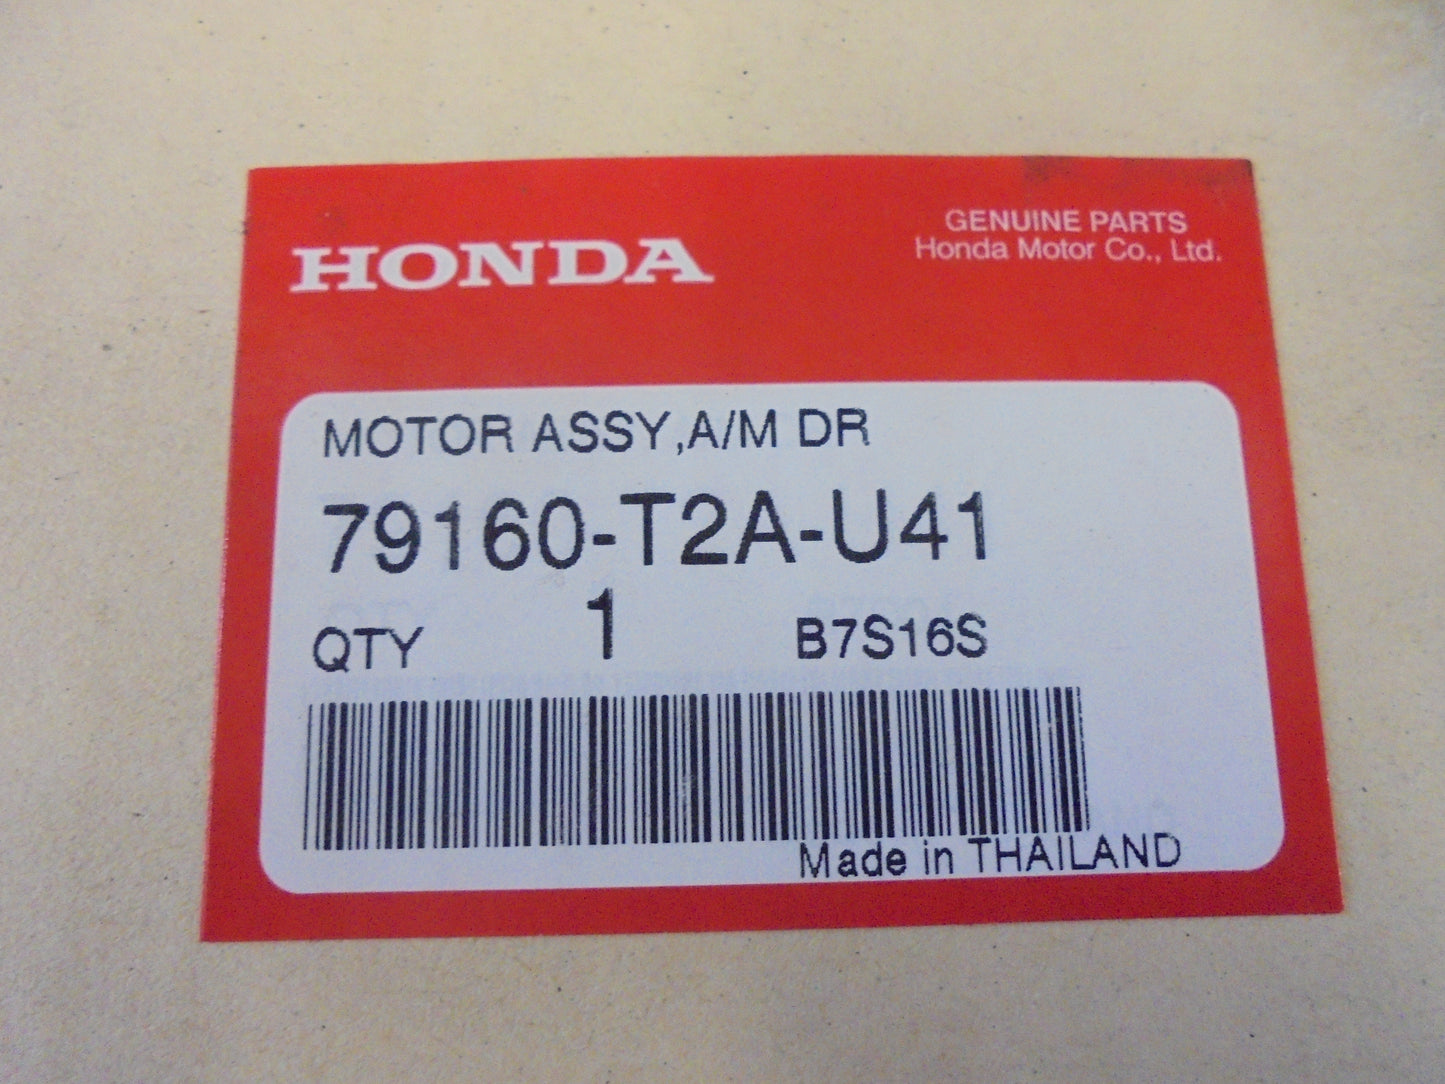 HONDA
GENUINE PARTS
Honda Motor Co., Ltd.
MOTOR ASSY,A/M DR
79160-T2A-U41
QTY 1 B7S16S
Made in THAILAND